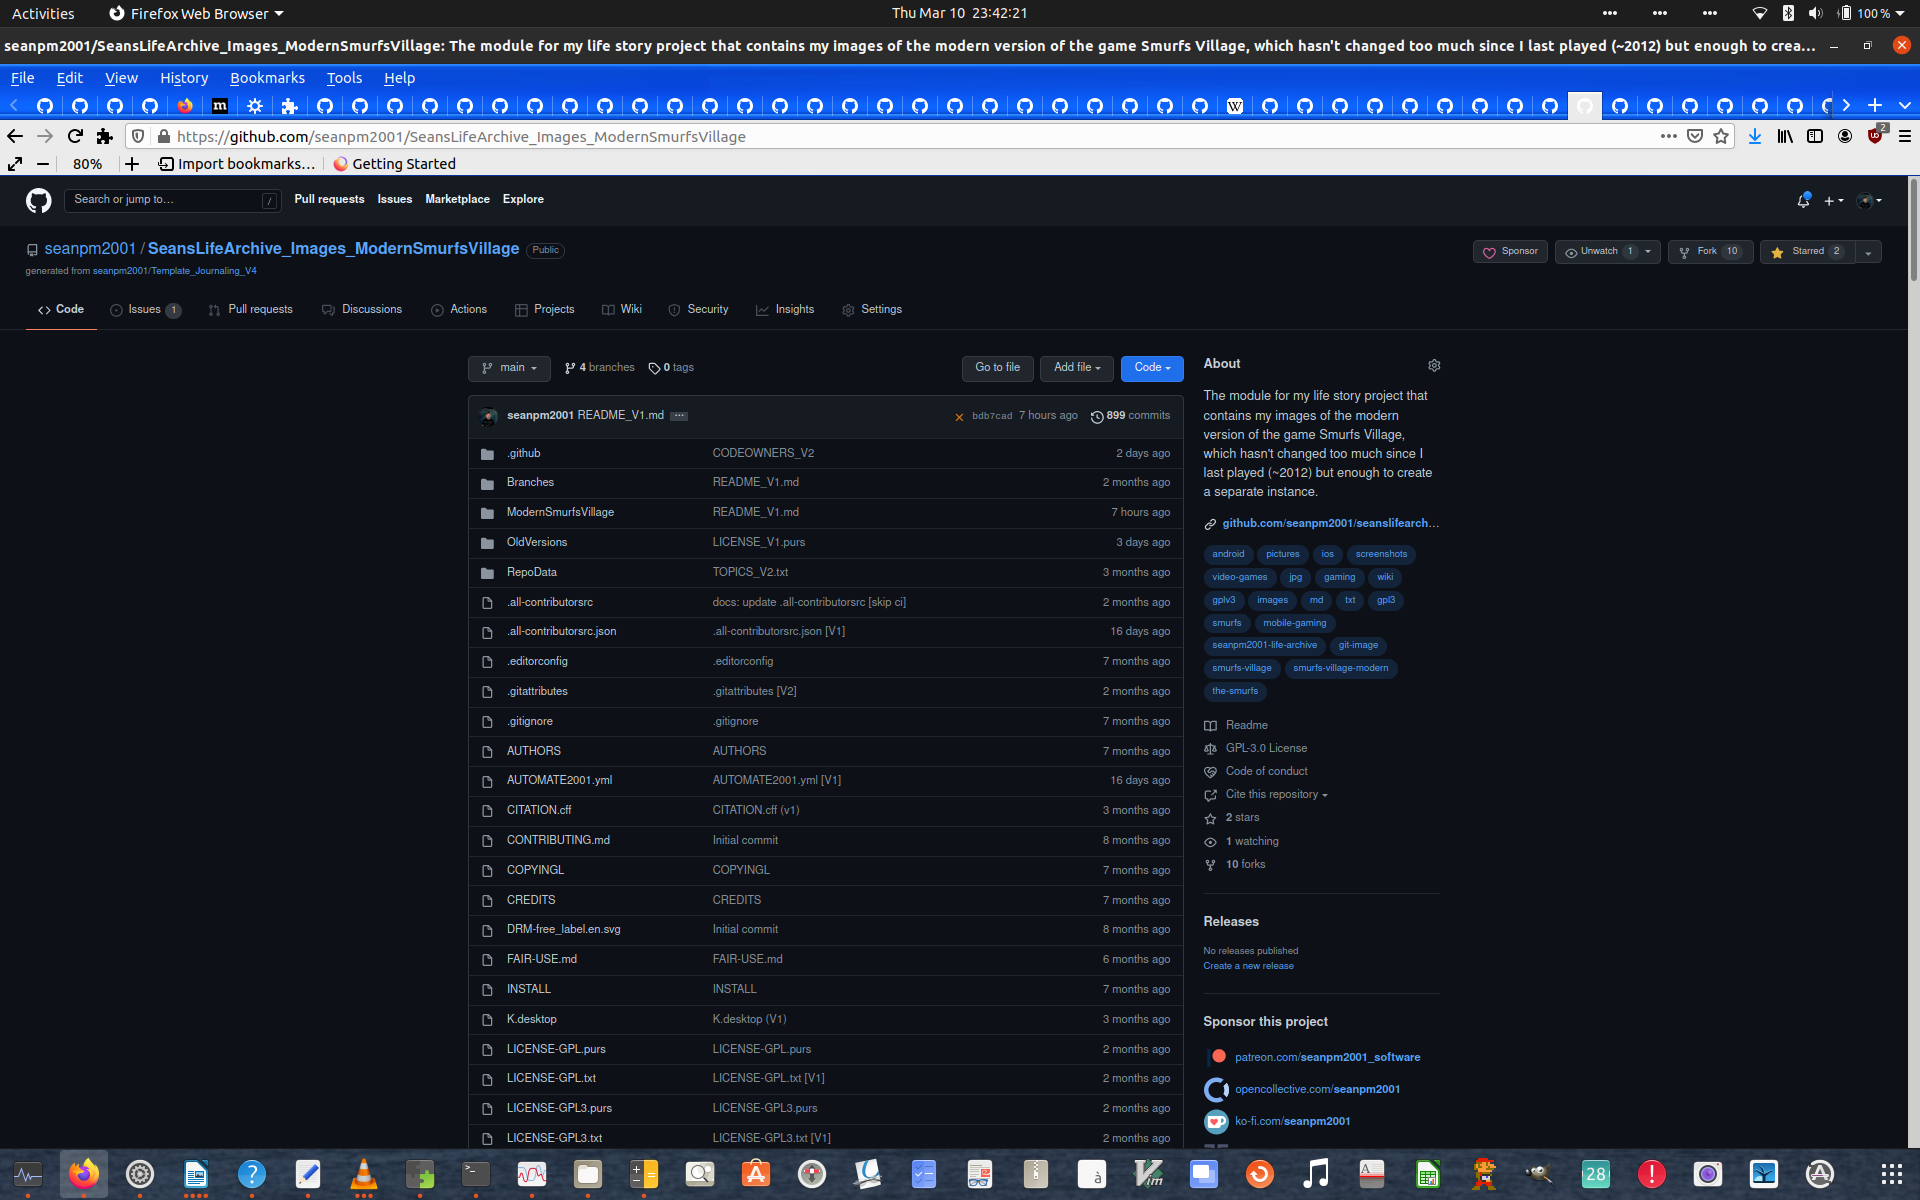 Activities
Firefox Web Browser
Thu Mar 10 23:42:21
100 %
seanpm2001/SeansLifeArchive_Images_ModernSmurfsVillage: The module for my life story project that contains my images of the modern version of the game Smurfs Village, which hasn't changed too much since I last played (~2012) but enough to crea…
File Edit View History Bookmarks Tools Help
https://github.com/seanpm2001/SeansLifeArchive_Images_ModernSmurfsVillage
2
80%
Import bookmarks…
Getting Started
Search or jump to…
/
Pull requests Issues Marketplace Explore
seanpm2001 / SeansLifeArchive_Images_ModernSmurfsVillage Public
generated from seanpm2001/Template_Journaling_V4
Sponsor
Unwatch 1
Fork 10
Starred 2
Code
Issues 1
Pull requests
Discussions
Actions
Projects
Wiki
Security
Insights
Settings
main
4 branches
0 tags
Go to file
Add file
Code
seanpm2001 README_V1.md
bdb7cad 7 hours ago 899 commits
.github CODEOWNERS_V2 2 days ago
Branches README_V1.md 2 months ago
ModernSmurfsVillage README_V1.md 7 hours ago
OldVersions LICENSE_V1.purs 3 days ago
RepoData TOPICS_V2.txt 3 months ago
.all-contributorsrc docs: update .all-contributorsrc [skip ci] 2 months ago
.all-contributorsrc.json .all-contributorsrc.json [V1] 16 days ago
.editorconfig .editorconfig 7 months ago
.gitattributes .gitattributes [V2] 2 months ago
.gitignore .gitignore 7 months ago
AUTHORS AUTHORS 7 months ago
AUTOMATE2001.yml AUTOMATE2001.yml [V1] 16 days ago
CITATION.cff CITATION.cff (v1) 3 months ago
CONTRIBUTING.md Initial commit 8 months ago
COPYINGL COPYINGL 7 months ago
CREDITS CREDITS 7 months ago
DRM-free_label.en.svg Initial commit 8 months ago
FAIR-USE.md FAIR-USE.md 6 months ago
INSTALL INSTALL 7 months ago
K.desktop K.desktop (V1) 3 months ago
LICENSE-GPL.purs LICENSE-GPL.purs 2 months ago
LICENSE-GPL.txt LICENSE-GPL.txt [V1] 2 months ago
LICENSE-GPL3.purs LICENSE-GPL3.purs 2 months ago
LICENSE-GPL3.txt LICENSE-GPL3.txt [V1] 2 months ago
About
The module for my life story project that
contains my images of the modern
version of the game Smurfs Village,
which hasn't changed too much since I
last played (~2012) but enough to create
a separate instance.
github.com/seanpm2001/seanslifearch…
android pictures ios screenshots
video-games jpg gaming wiki
gplv3 images md txt gpl3
smurfs mobile-gaming
seanpm2001-life-archive git-image
smurfs-village smurfs-village-modern
the-smurfs
Readme
GPL-3.0 License
Code of conduct
Cite this repository
2 stars
1 watching
10 forks
Releases
No releases published
Create a new release
Sponsor this project
patreon.com/seanpm2001_software
opencollective.com/seanpm2001
ko-fi.com/seanpm2001
28